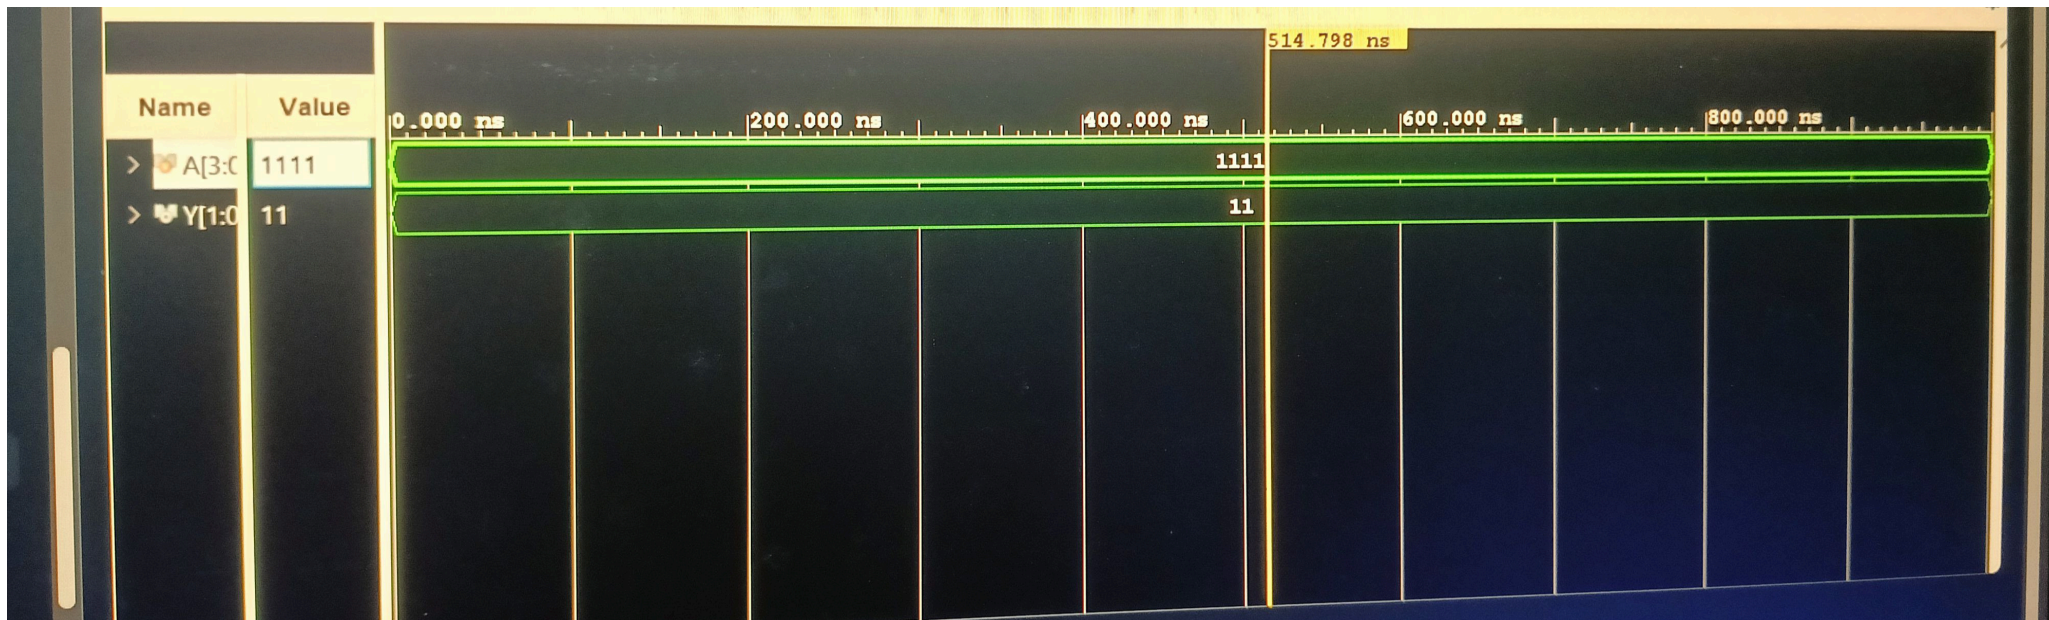 514.798 ns
Name Value
0.000 ns 200.000 ns 400.000 ns 600.000 ns 800.000 ns
A[3:0 1111 1111
Y[1:0 11 11